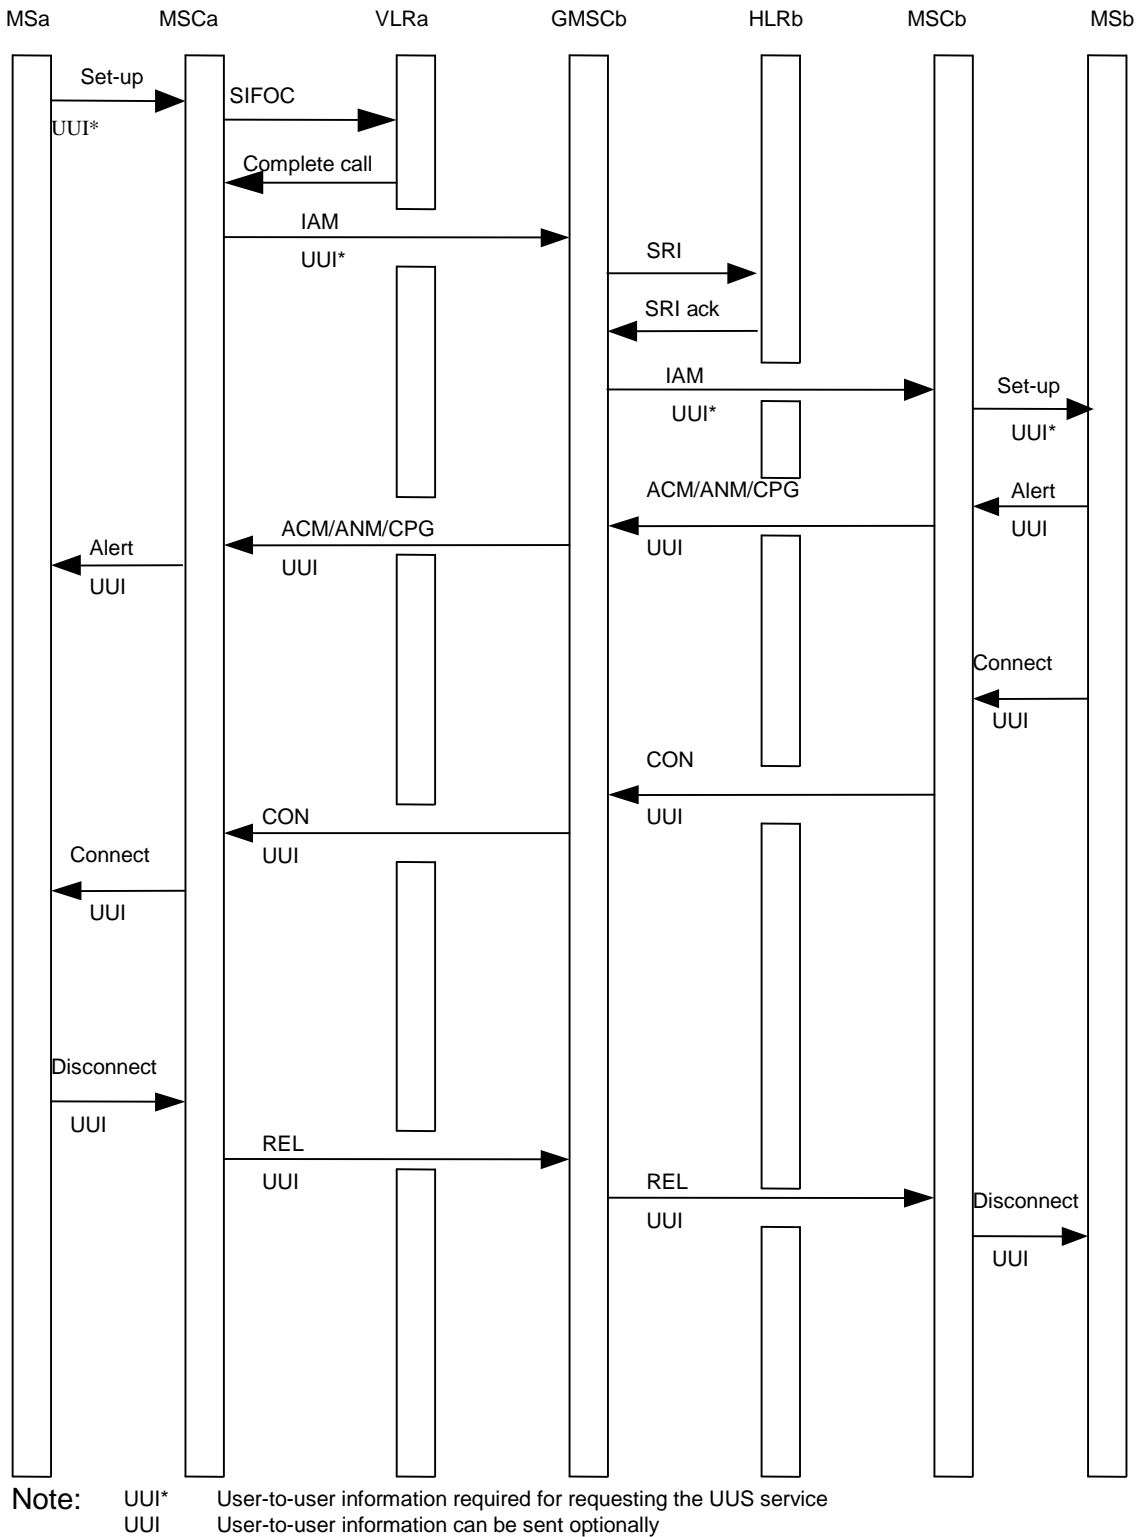 MSa MSCa VLRa GMSCb HLRb MSCb MSb
Set-up
UUI*
SIFOC
Complete call
IAM
UUI*
SRI
SRI ack
IAM
UUI*
Set-up
UUI*
Alert
UUI
ACM/ANM/CPG
UUI
ACM/ANM/CPG
UUI
Alert
UUI
Connect
UUI
CON
UUI
CON
UUI
Connect
UUI
Disconnect
UUI
REL
UUI
REL
UUI
Disconnect
UUI
Note: UUI* User-to-user information required for requesting the UUS service
UUI User-to-user information can be sent optionally